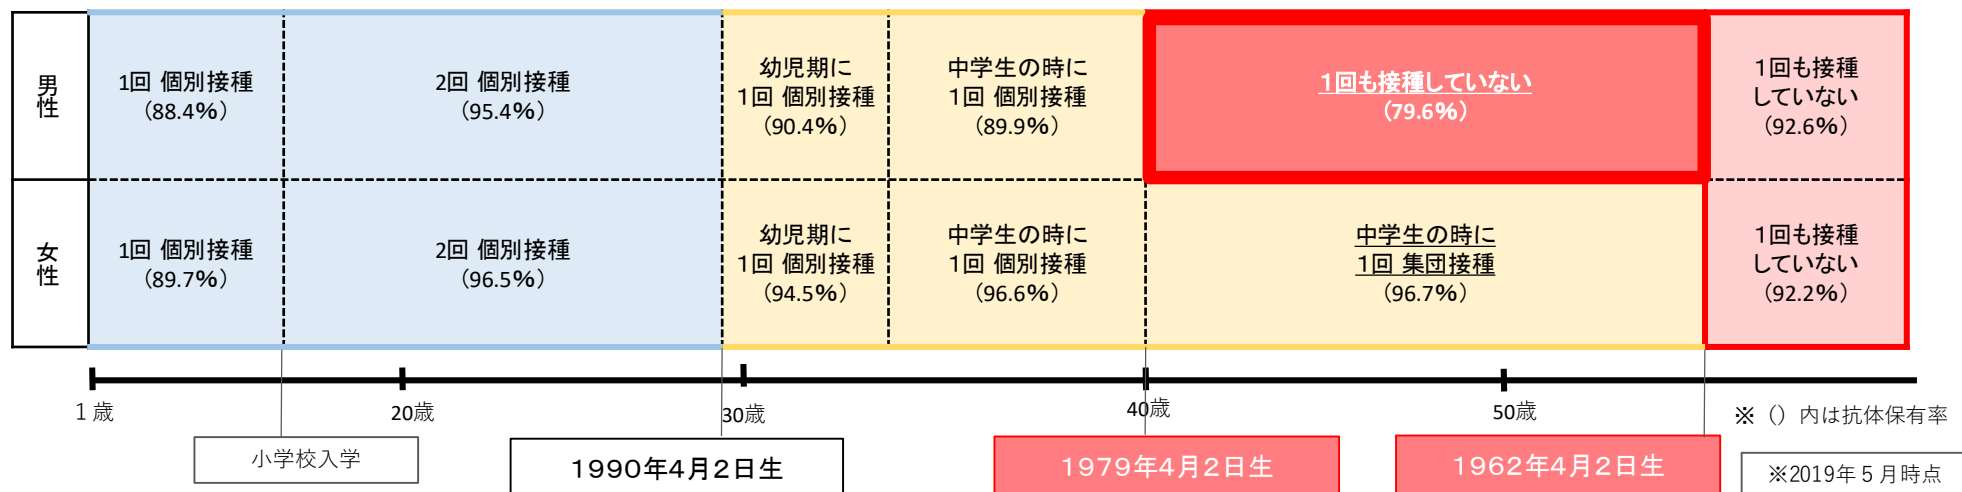 男性
1回 個別接種
（88.4%）
2回 個別接種
（95.4%）
幼児期に
1回 個別接種
（90.4%）
中学生の時に
1回 個別接種
（89.9%）
1回も接種していない
（79.6%）
1回も接種
していない
（92.6%）
女性
1回 個別接種
（89.7%）
2回 個別接種
（96.5%）
幼児期に
1回 個別接種
（94.5%）
中学生の時に
1回 個別接種
（96.6%）
中学生の時に
1回 集団接種
（96.7%）
1回も接種
していない
（92.2%）
1歳
20歳
30歳
40歳
50歳
※（）内は抗体保有率
小学校入学
1990年4月2日生
1979年4月2日生
1962年4月2日生
※2019年5月時点